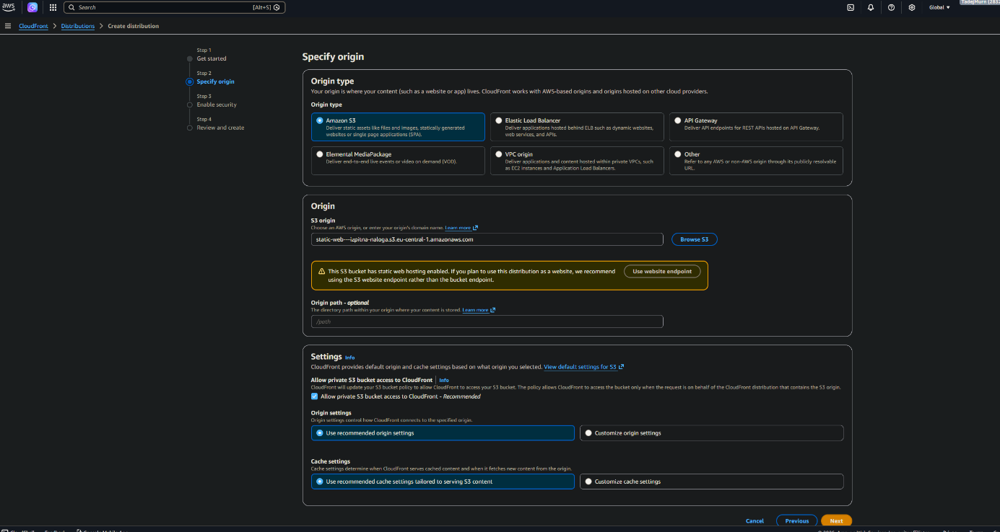 aws
Search [Alt+S]
Global
TadejMurn (2832
CloudFront
Distributions
Create distribution
Step 1
Get started
Step 2
Specify origin
Step 3
Enable security
Step 4
Review and create
Specify origin
Origin type
Your origin is where your content (such as a website or app) lives. CloudFront works with AWS-based origins and origins hosted on other cloud providers.
Origin type
Amazon S3
Deliver static assets like files and images, statically generated
websites or single page applications (SPA).
Elastic Load Balancer
Deliver applications hosted behind ELB such as dynamic websites,
web services, and APIs.
API Gateway
Deliver API endpoints for REST APIs hosted on API Gateway.
Elemental MediaPackage
Deliver end-to-end live events or video on demand (VOD).
VPC origin
Deliver applications and content hosted within private VPCs, such
as EC2 instances and Application Load Balancers.
Other
Refer to any AWS or non-AWS origin through its publicly resolvable
URL.
Origin
S3 origin
Choose an AWS origin, or enter your origin's domain name. Learn more
static-web---izpitna-naloga.s3.eu-central-1.amazonaws.com
Browse S3
This S3 bucket has static web hosting enabled. If you plan to use this distribution as a website, we recommend
using the S3 website endpoint rather than the bucket endpoint.
Use website endpoint
Origin path - optional
The directory path within your origin where your content is stored. Learn more
/path
Settings Info
CloudFront provides default origin and cache settings based on what origin you selected. View default settings for S3
Allow private S3 bucket access to CloudFront Info
CloudFront will update your S3 bucket policy to allow CloudFront to access your S3 bucket. The policy allows CloudFront to access the bucket only when the request is on behalf of the CloudFront distribution that contains the S3 origin.
Allow private S3 bucket access to CloudFront - Recommended
Origin settings
Origin settings control how CloudFront connects to the specified origin.
Use recommended origin settings
Customize origin settings
Cache settings
Cache settings determine when CloudFront serves cached content and when it fetches new content from the origin.
Use recommended cache settings tailored to serving S3 content
Customize cache settings
Cancel
Previous
Next